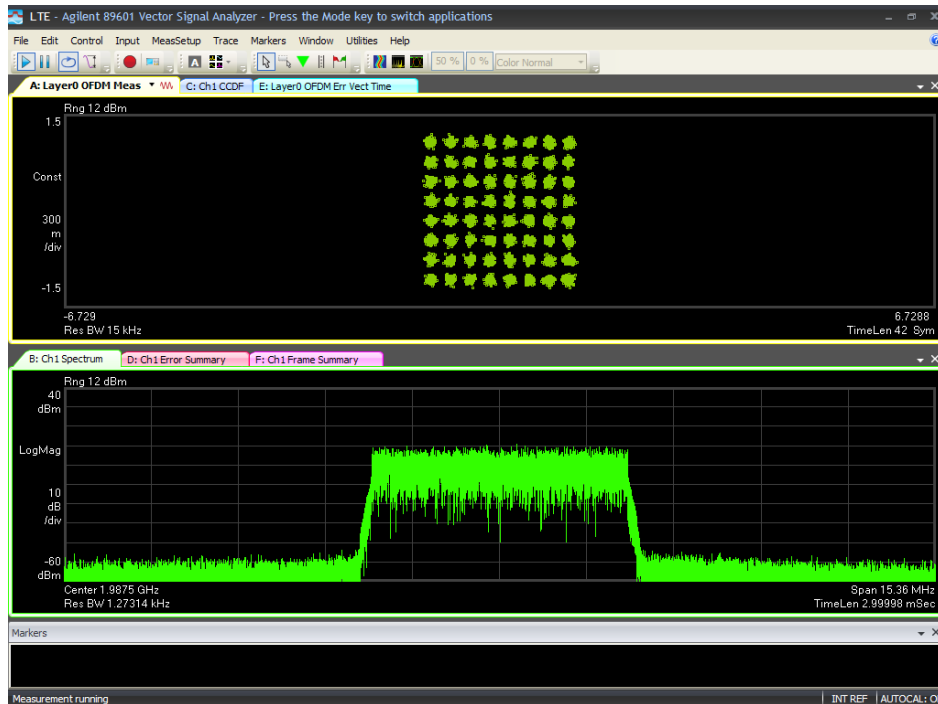 LTE - Agilent 89601 Vector Signal Analyzer - Press the Mode key to switch applications
File Edit Control Input MeasSetup Trace Markers Window Utilities Help
A 50 % 0 % Color Normal
A: Layer0 OFDM Meas C: Ch1 CCDF E: Layer0 OFDM Err Vect Time
Rng 12 dBm
1.5
Const
300
m
/div
-1.5
-6.729 6.7288
Res BW 15 kHz TimeLen 42 Sym
B: Ch1 Spectrum D: Ch1 Error Summary F: Ch1 Frame Summary
Rng 12 dBm
40
dBm
LogMag
10
dB
/div
-60
dBm
Center 1.9875 GHz Span 15.36 MHz
Res BW 1.27314 kHz TimeLen 2.99998 mSec
Markers
Measurement running INT REF AUTOCAL: O